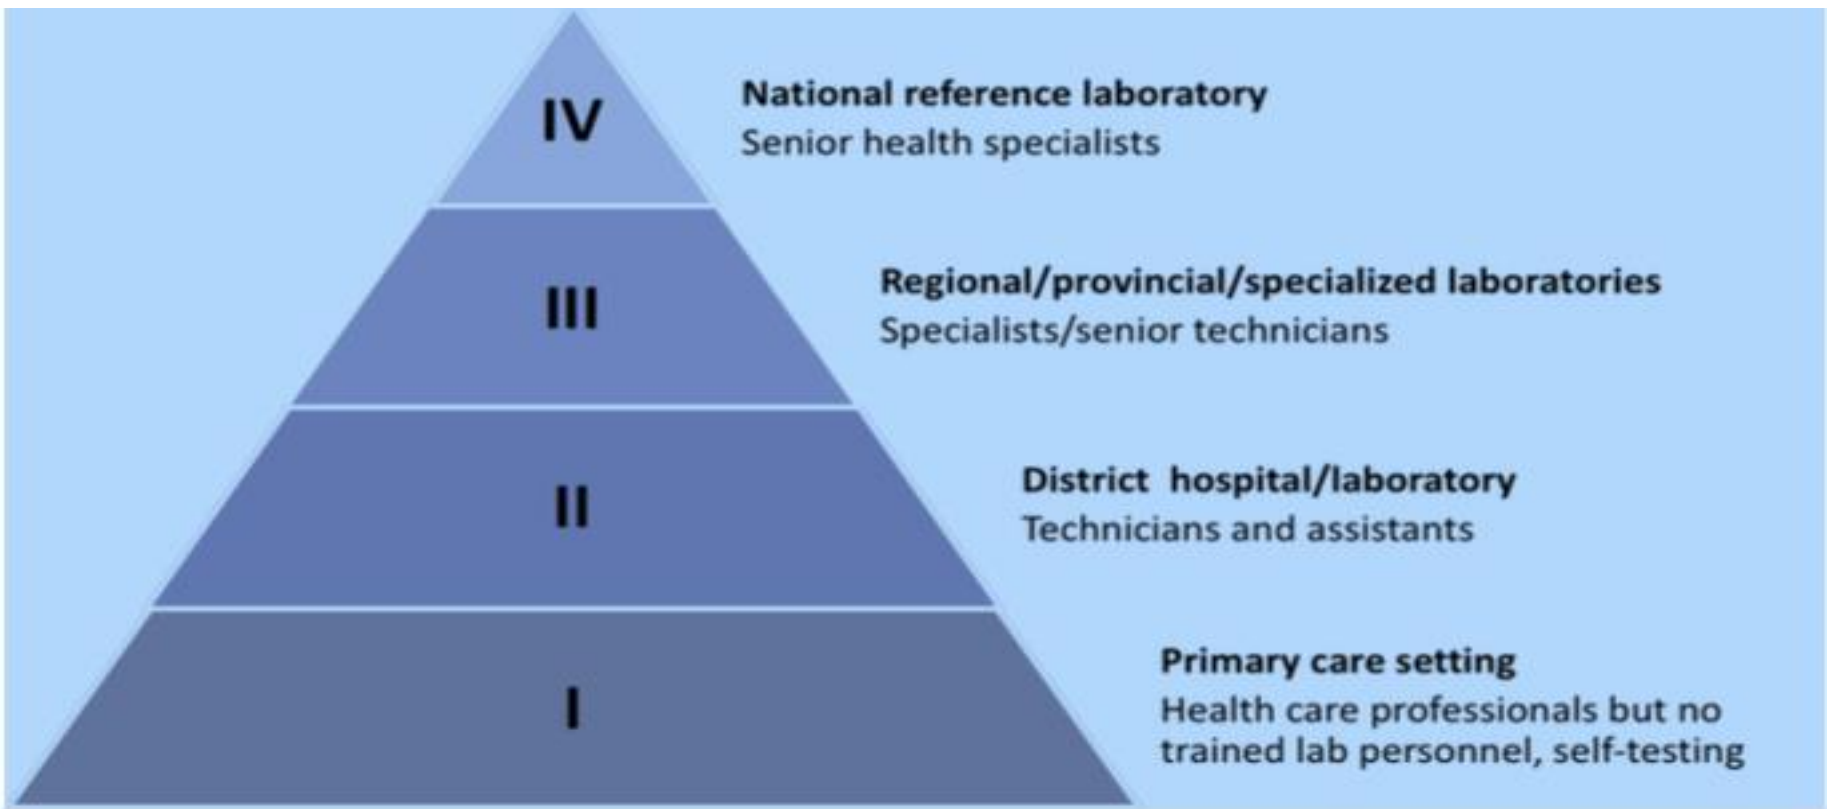 IV
National reference laboratory
Senior health specialists
III
Regional/provincial/specialized laboratories
Specialists/senior technicians
II
District hospital/laboratory
Technicians and assistants
I
Primary care setting
Health care professionals but no
trained lab personnel, self-testing